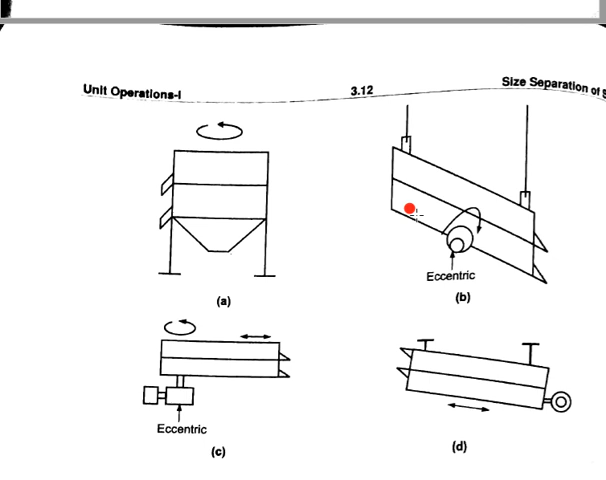 Unit Operations-I
3.12
Size Separation of
Eccentric
(a)
(b)
Eccentric
(c)
(d)